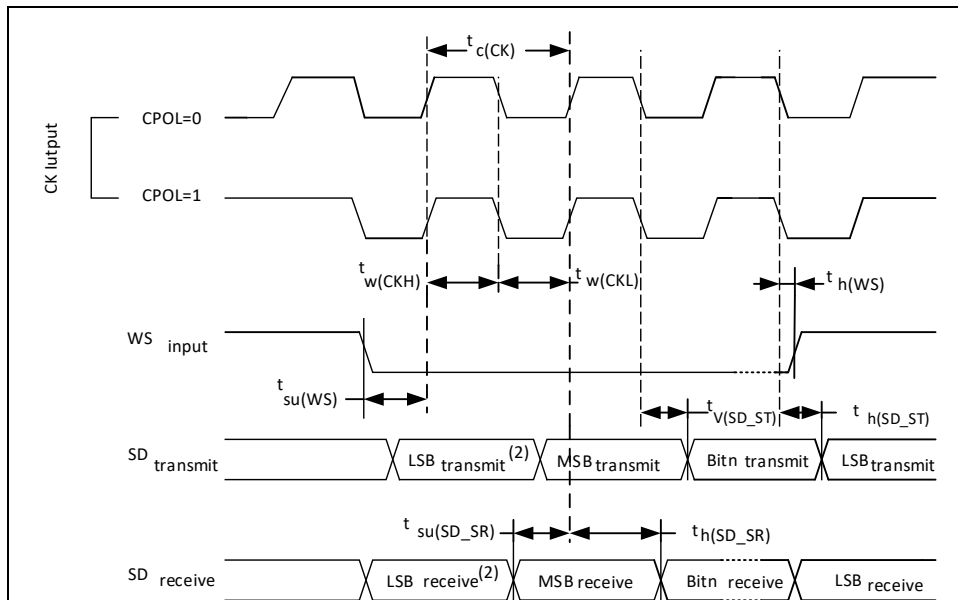 t c(CK)
CPOL=0
CK Iutput
CPOL=1
t w(CKH)
t w(CKL)
t h(WS)
WS input
t su(WS)
t V(SD_ST)
t h(SD_ST)
SD transmit
LSB transmit (2)
MSB transmit
Bitn transmit
LSB transmit
t su(SD_SR)
t h(SD_SR)
SD receive
LSB receive (2)
MSB receive
Bitn receive
LSB receive